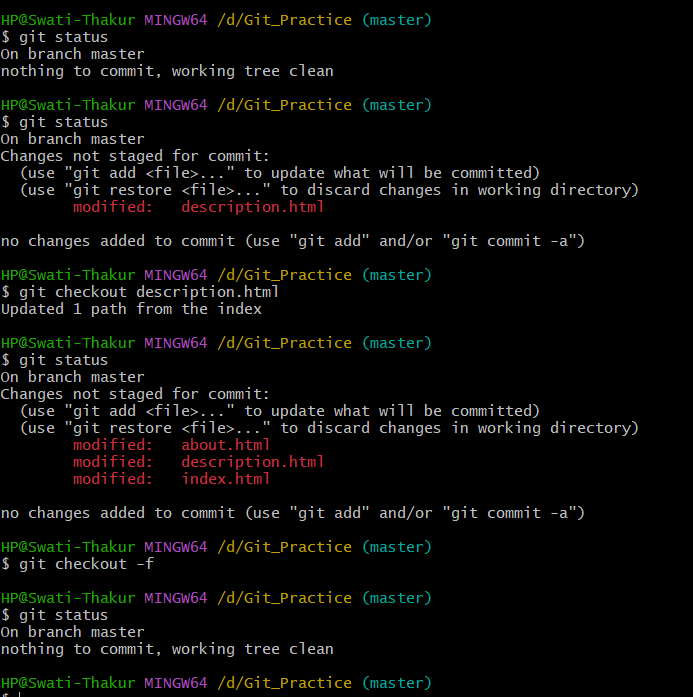 HP@Swati-Thakur MINGW64 /d/Git_Practice (master)
$ git status
On branch master
nothing to commit, working tree clean
HP@Swati-Thakur MINGW64 /d/Git_Practice (master)
$ git status
On branch master
Changes not staged for commit:
  (use "git add <file>..." to update what will be committed)
  (use "git restore <file>..." to discard changes in working directory)
        modified:   description.html
no changes added to commit (use "git add" and/or "git commit -a")
HP@Swati-Thakur MINGW64 /d/Git_Practice (master)
$ git checkout description.html
Updated 1 path from the index
HP@Swati-Thakur MINGW64 /d/Git_Practice (master)
$ git status
On branch master
Changes not staged for commit:
  (use "git add <file>..." to update what will be committed)
  (use "git restore <file>..." to discard changes in working directory)
        modified:   about.html
        modified:   description.html
        modified:   index.html
no changes added to commit (use "git add" and/or "git commit -a")
HP@Swati-Thakur MINGW64 /d/Git_Practice (master)
$ git checkout -f
HP@Swati-Thakur MINGW64 /d/Git_Practice (master)
$ git status
On branch master
nothing to commit, working tree clean
HP@Swati-Thakur MINGW64 /d/Git_Practice (master)
$